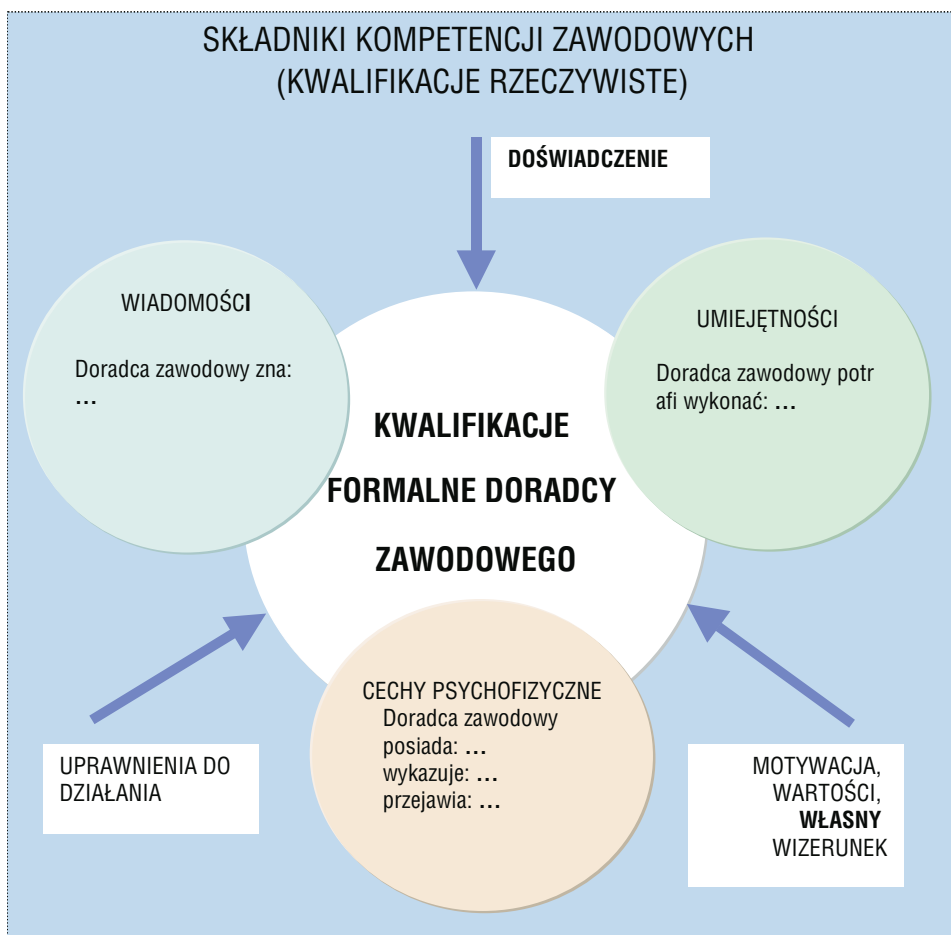 SKŁADNIKI KOMPETENCJI ZAWODOWYCH
(KWALIFIKACJE RZECZYWISTE)
DOŚWIADCZENIE
WIADOMOŚCI
Doradca zawodowy zna:
...
UMIEJĘTNOŚCI
Doradca zawodowy potr
afi wykonać: ...
KWALIFIKACJE
FORMALNE DORADCY
ZAWODOWEGO
CECHY PSYCHOFIZYCZNE
Doradca zawodowy
posiada: ...
wykazuje: ...
przejawia: ...
UPRAWNIENIA DO
DZIAŁANIA
MOTYWACJA,
WARTOŚCI,
WŁASNY
WIZERUNEK